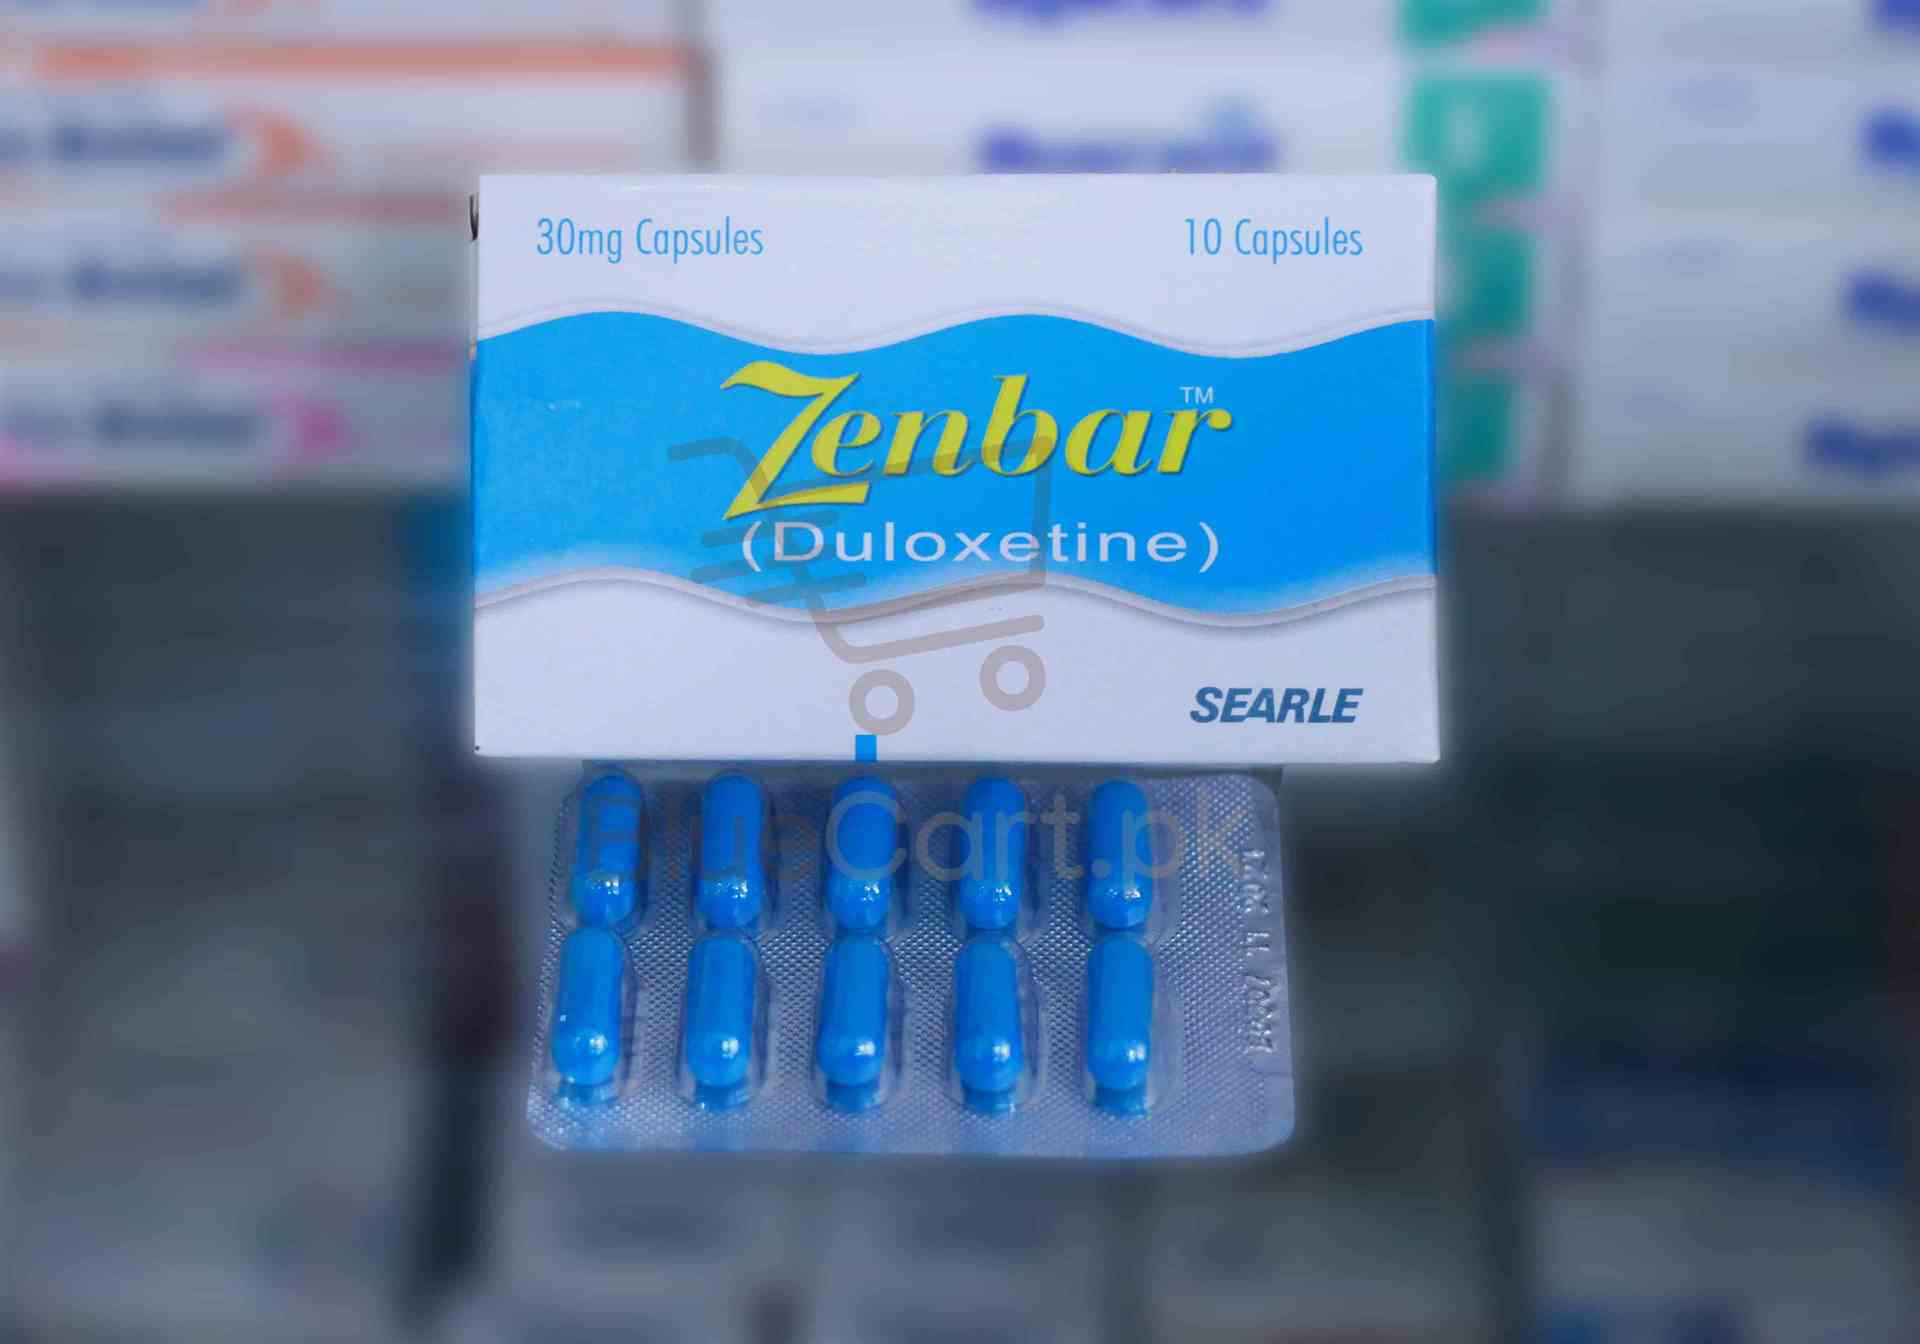 30mg Capsules
10 Capsules
Zenbar™
(Duloxetine)
SEARLE
BlueCart.pk